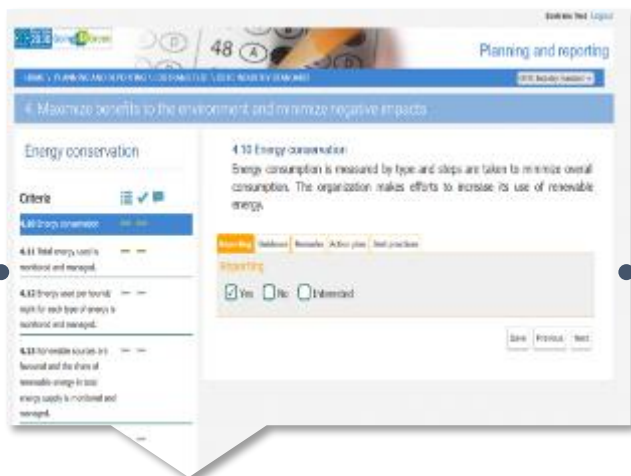 Logout
48
Planning and reporting
4. Maximize benefits to the environment and minimize negative impacts
Energy conservation
Criteria
4.10 Energy conservation
4.11 Total energy used is
monitored and managed.
4.12 Energy used per tourist/
night for each type of energy is
monitored and managed.
4.13 Renewable sources are
favoured and the share of
renewable energy in total
energy supply is monitored and
managed.
4.10 Energy conservation
Energy consumption is measured by type and steps are taken to minimize overall
consumption. The organization makes efforts to increase its use of renewable
energy.
Reporting Guidance Remarks Action plan Best practices
Reporting
Yes No Interested
Save Previous Next